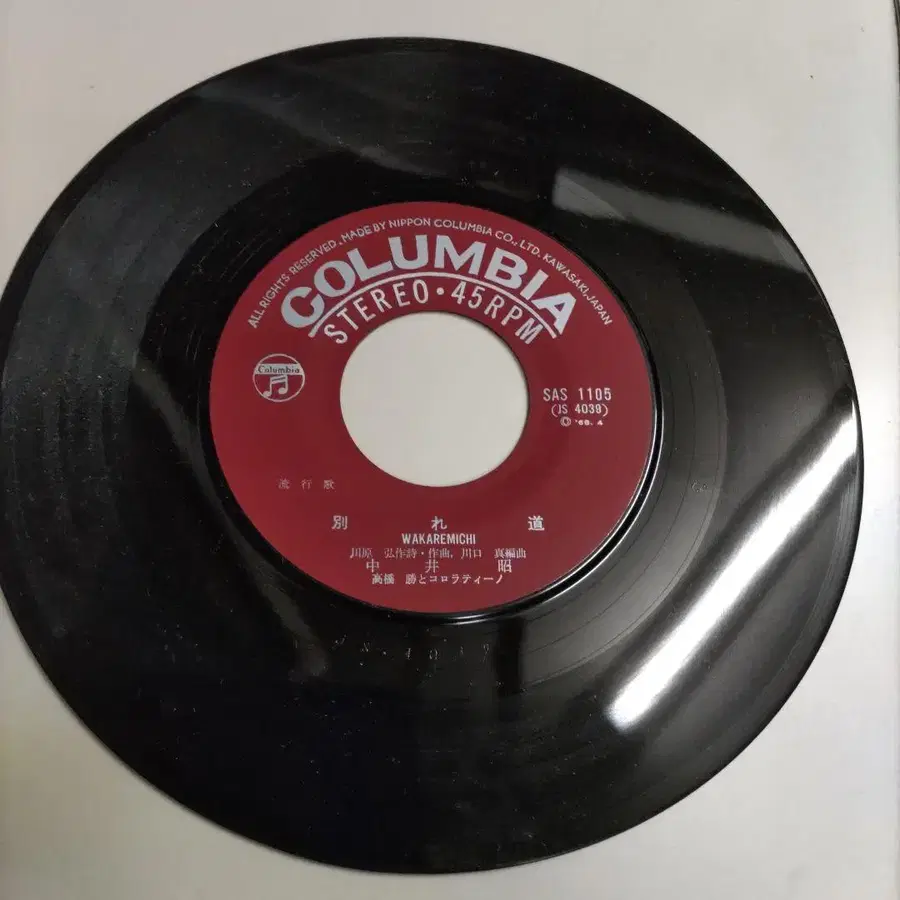 ALL RIGHTS RESERVED. MADE BY NIPPON COLUMBIA CO., LTD. KAWASAKI, JAPAN
COLUMBIA
STEREO・45RPM
Columbia
SAS 1105
(JS 4039)
流行歌
別れ道
WAKAREMICHI
川原 弘作詩・作曲, 川口 真編曲
中井昭
高橋 勝とコロラティーノ